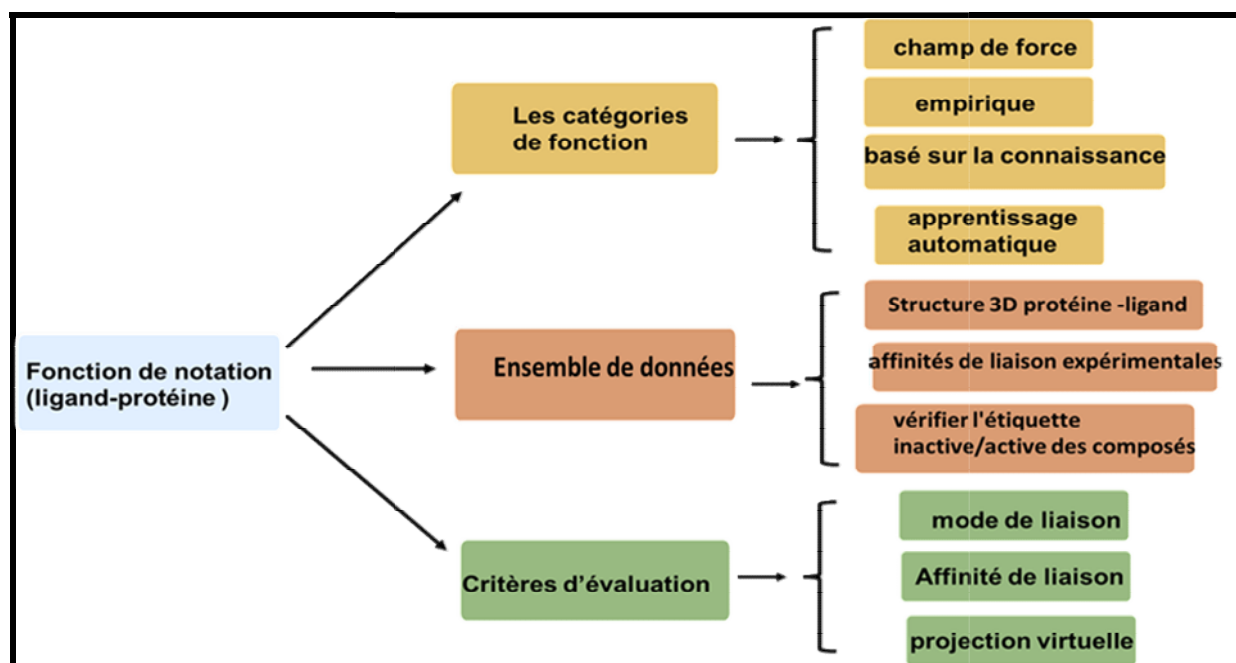 Fonction de notation
(ligand-protéine )
Les catégories
de fonction
champ de force
empirique
basé sur la connaissance
apprentissage
automatique
Ensemble de données
Structure 3D protéine -ligand
affinités de liaison expérimentales
vérifier l'étiquette
inactive/active des composés
Critères d'évaluation
mode de liaison
Affinité de liaison
projection virtuelle